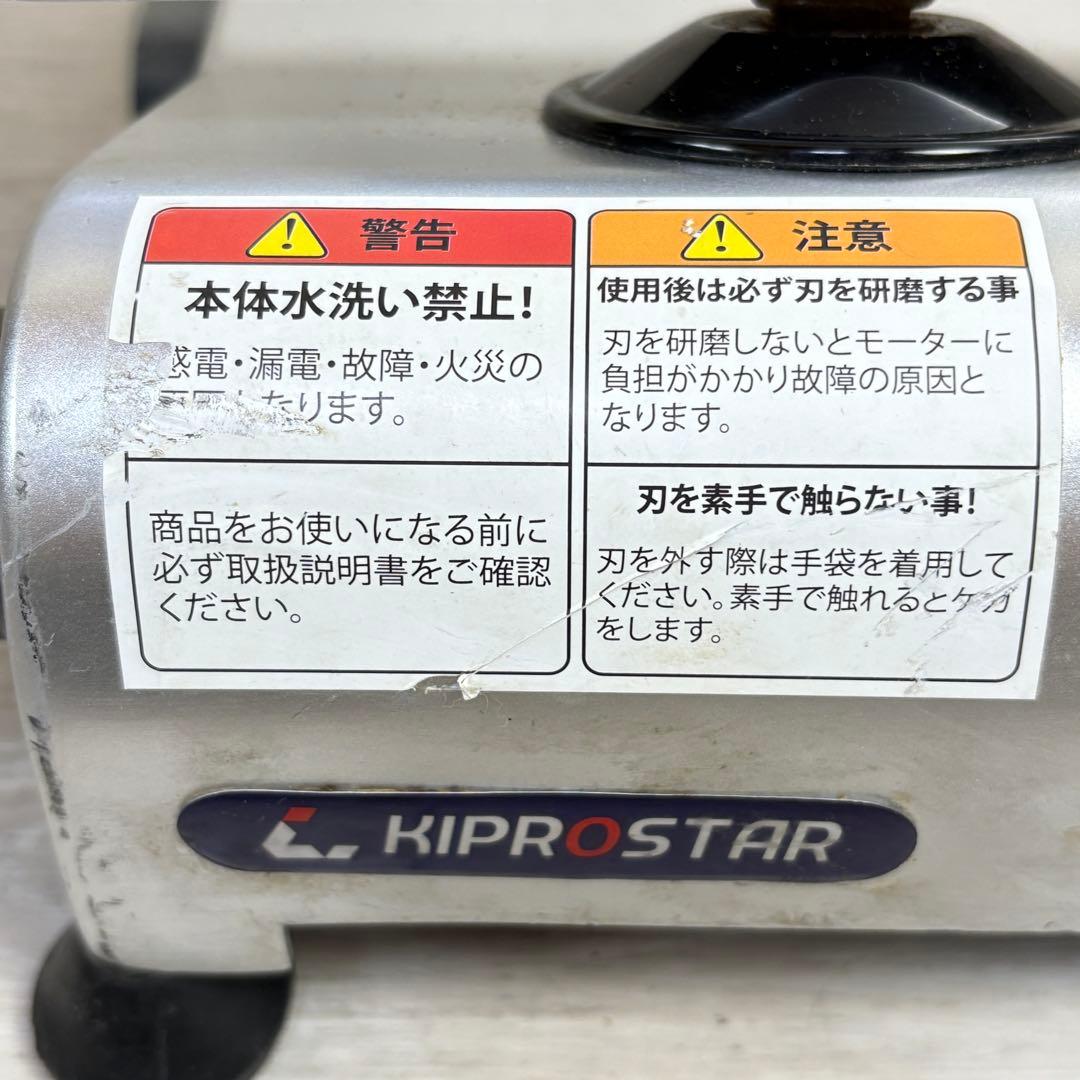 警告
本体水洗い禁止!
感電・漏電・故障・火災の
なります。
商品をお使いになる前に
必ず取扱説明書をご確認
ください。
注意
使用後は必ず刃を研磨する事
刃を研磨しないとモーターに
負担がかかり故障の原因と
なります。
刃を素手で触らない事!
刃を外す際は手袋を着用して
ください。素手で触れるとケガ
をします。
KIPROSTAR